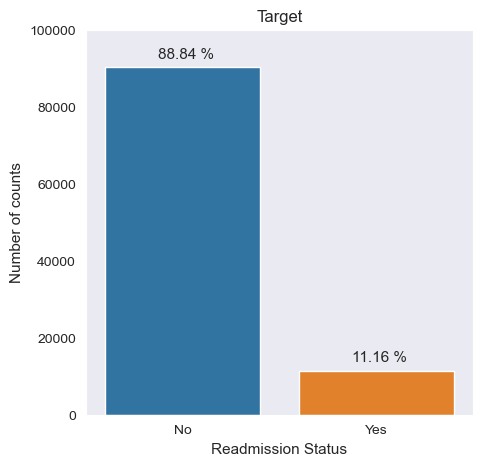 Target
100000
88.84 %
80000
60000
Number of counts
40000
20000
11.16 %
0
No Yes
Readmission Status